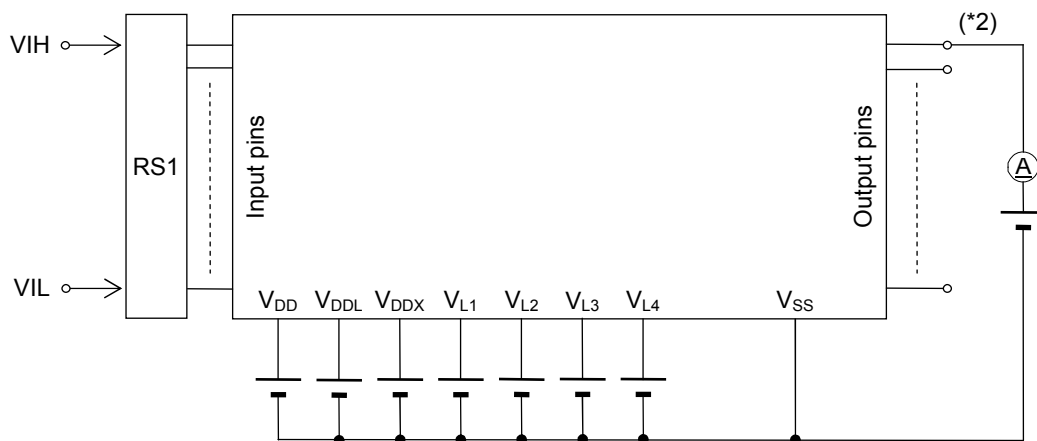 (*2)
VIH
RS1
Input pins
Output pins
A
VIL
VDD
VDDL
VDDX
VL1
VL2
VL3
VL4
VSS